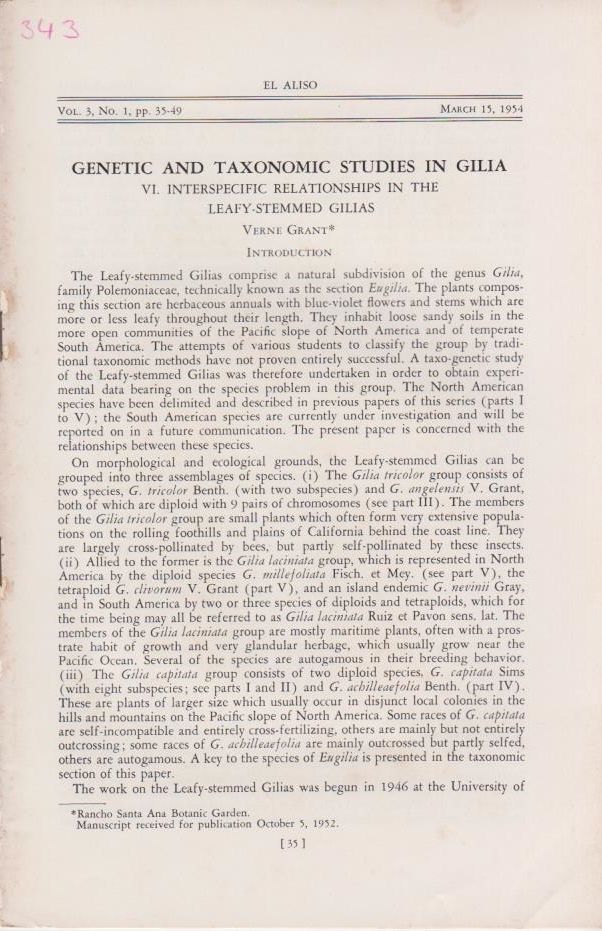 343
EL ALISO
VOL. 3, No. 1, pp. 35-49 MARCH 15, 1954
GENETIC AND TAXONOMIC STUDIES IN GILIA
VI. INTERSPECIFIC RELATIONSHIPS IN THE
LEAFY-STEMMED GILIAS
VERNE GRANT*
INTRODUCTION
The Leafy-stemmed Gilias comprise a natural subdivision of the genus Gilia,
family Polemoniaceae, technically known as the section Eugilia. The plants compos-
ing this section are herbaceous annuals with blue-violet flowers and stems which are
more or less leafy throughout their length. They inhabit loose sandy soils in the
more open communities of the Pacific slope of North America and of temperate
South America. The attempts of various students to classify the group by tradi-
tional taxonomic methods have not proven entirely successful. A taxo-genetic study
of the Leafy-stemmed Gilias was therefore undertaken in order to obtain experi-
mental data bearing on the species problem in this group. The North American
species have been delimited and described in previous papers of this series (parts I
to V); the South American species are currently under investigation and will be
reported on in a future communication. The present paper is concerned with the
relationships between these species.
On morphological and ecological grounds, the Leafy-stemmed Gilias can be
grouped into three assemblages of species. (i) The Gilia tricolor group consists of
two species, G. tricolor Benth. (with two subspecies) and G. angelensis V. Grant,
both of which are diploid with 9 pairs of chromosomes (see part III). The members
of the Gilia tricolor group are small plants which often form very extensive popula-
tions on the rolling foothills and plains of California behind the coast line. They
are largely cross-pollinated by bees, but partly self-pollinated by these insects.
(ii) Allied to the former is the Gilia laciniata group, which is represented in North
America by the diploid species G. millefoliata Fisch. et Mey. (see part V), the
tetraploid G. clivorum V. Grant (part V), and an island endemic G. nevinii Gray,
and in South America by two or three species of diploids and tetraploids, which for
the time being may all be referred to as Gilia laciniata Ruiz et Pavon sens. lat. The
members of the Gilia laciniata group are mostly maritime plants, often with a pros-
trate habit of growth and very glandular herbage, which usually grow near the
Pacific Ocean. Several of the species are autogamous in their breeding behavior.
(iii) The Gilia capitata group consists of two diploid species, G. capitata Sims
(with eight subspecies; see parts I and II) and G. achilleaefolia Benth. (part IV).
These are plants of larger size which usually occur in disjunct local colonies in the
hills and mountains on the Pacific slope of North America. Some races of G. capitata
are self-incompatible and entirely cross-fertilizing, others are mainly but not entirely
outcrossing; some races of G. achilleaefolia are mainly outcrossed but partly selfed,
others are autogamous. A key to the species of Eugilia is presented in the taxonomic
section of this paper.
The work on the Leafy-stemmed Gilias was begun in 1946 at the University of
*Rancho Santa Ana Botanic Garden.
Manuscript received for publication October 5, 1952.
[ 35 ]